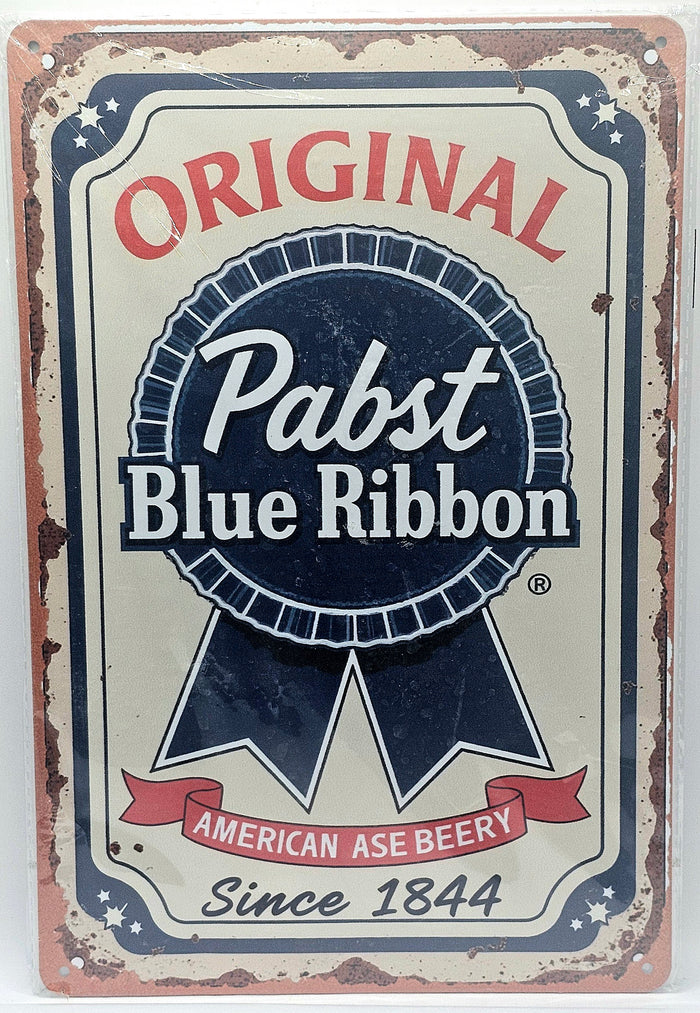 ORIGINAL
Pabst
Blue Ribbon
®
AMERICAN ASE BEERY
Since 1844